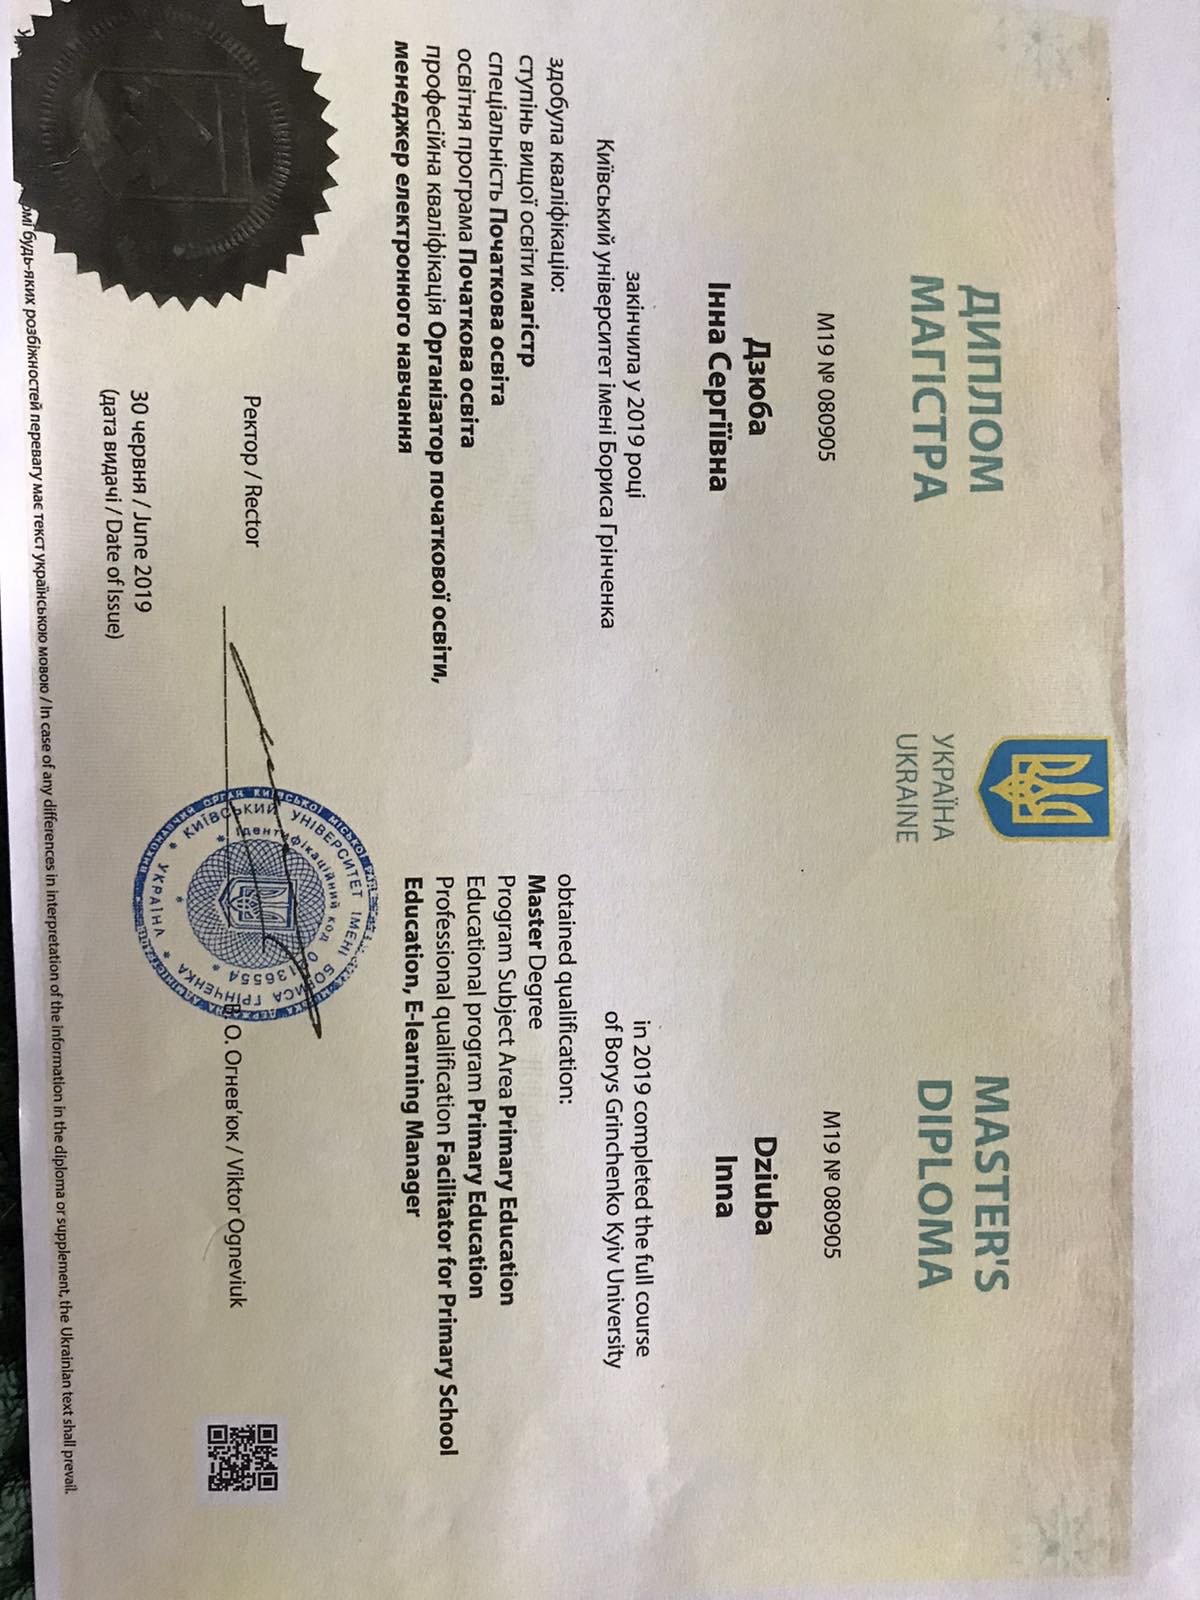 УКРАЇНА
UKRAINE
ДИПЛОМ
МАГІСТРА
М19 № 080905
Дзюба
Інна Сергіївна
закінчила у 2019 році
Київський університет імені Бориса Грінченка
здобула кваліфікацію:
ступінь вищої освіти магістр
спеціальність Початкова освіта
освітня програма Початкова освіта
професійна кваліфікація Організатор початкової освіти,
менеджер електронного навчання
MASTER'S
DIPLOMA
M19 № 080905
Dziuba
Inna
in 2019 completed the full course
of Borys Grinchenko Kyiv University
obtained qualification:
Master Degree
Program Subject Area Primary Education
Educational program Primary Education
Professional qualification Facilitator for Primary School
Education, E-learning Manager
Ректор / Rector
В.О. Огнев'юк / Viktor Ogneviuk
КИЇВСЬКИЙ УНІВЕРСИТЕТ ІМЕНІ БОРИСА ГРІНЧЕНКА * УКРАЇНА *
30 червня / June 2019
(дата видачі / Date of Issue)
будь-яких розбіжностей перевагу має текст українською мовою / In case of any differences in interpretation of the information in the diploma or supplement, the Ukrainian text shall prevail.